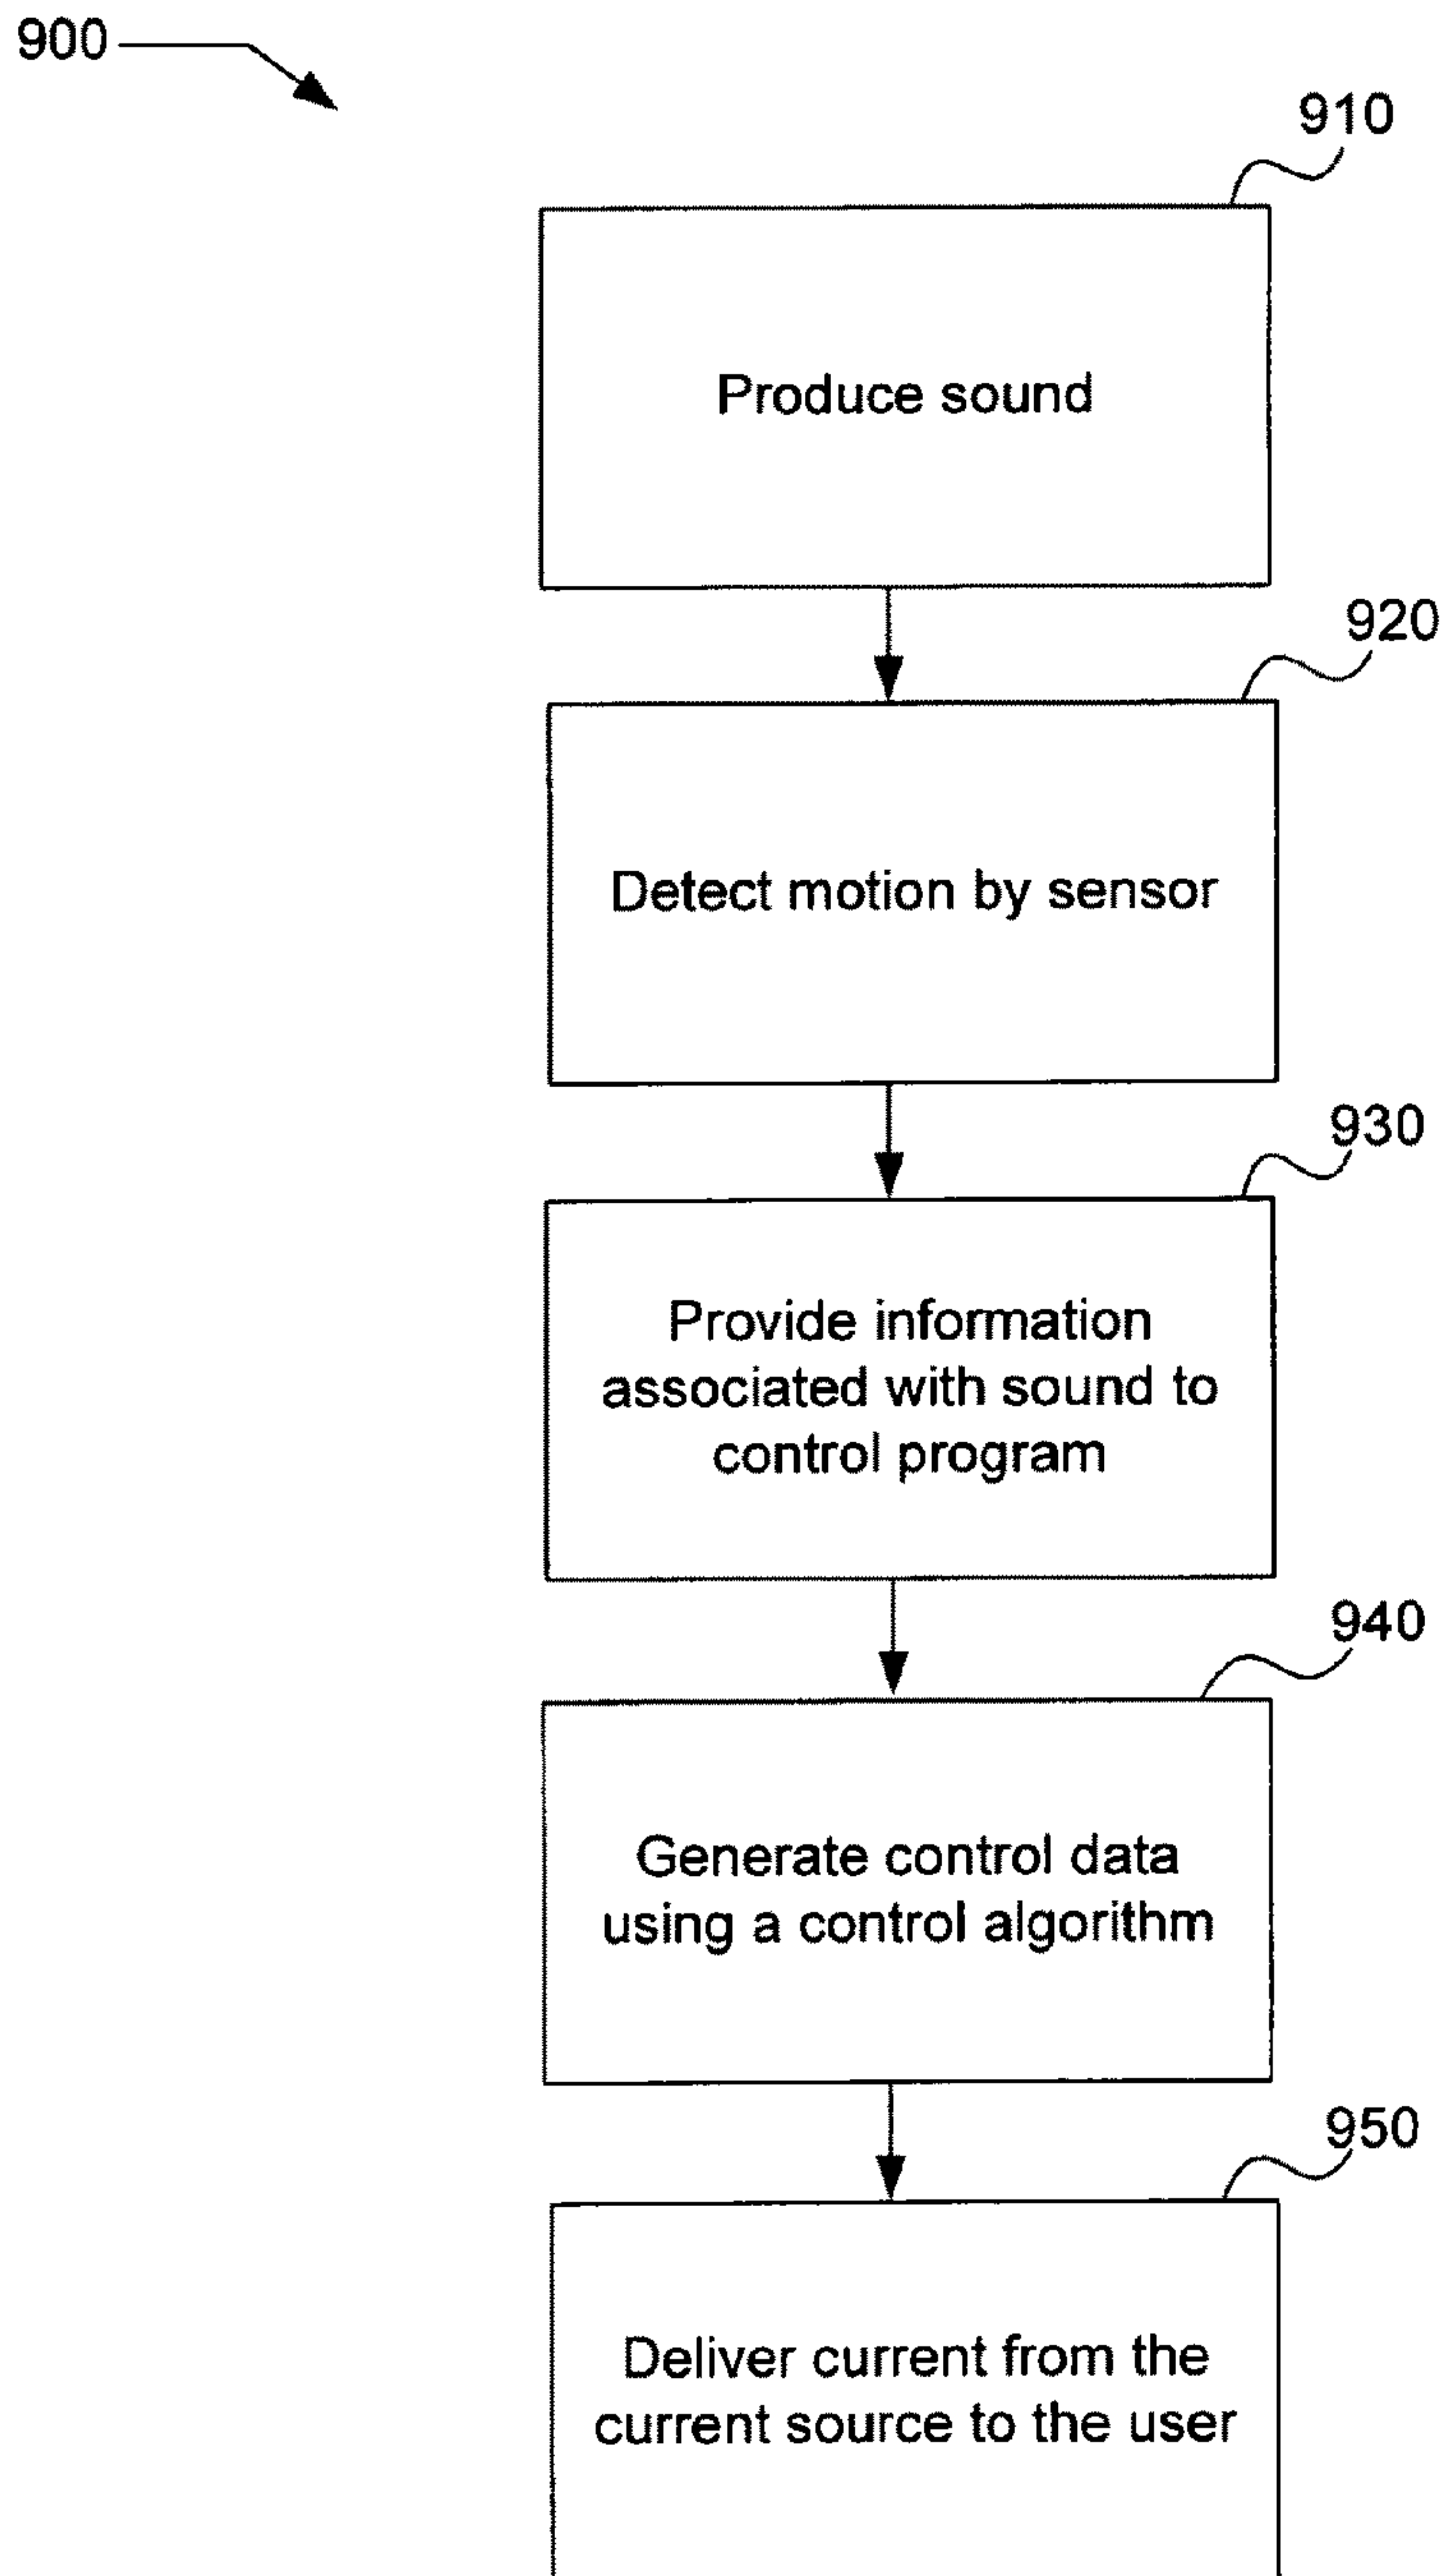 900
910
Produce sound
920
Detect motion by sensor
930
Provide information
associated with sound to
control program
940
Generate control data
using a control algorithm
950
Deliver current from the
current source to the user